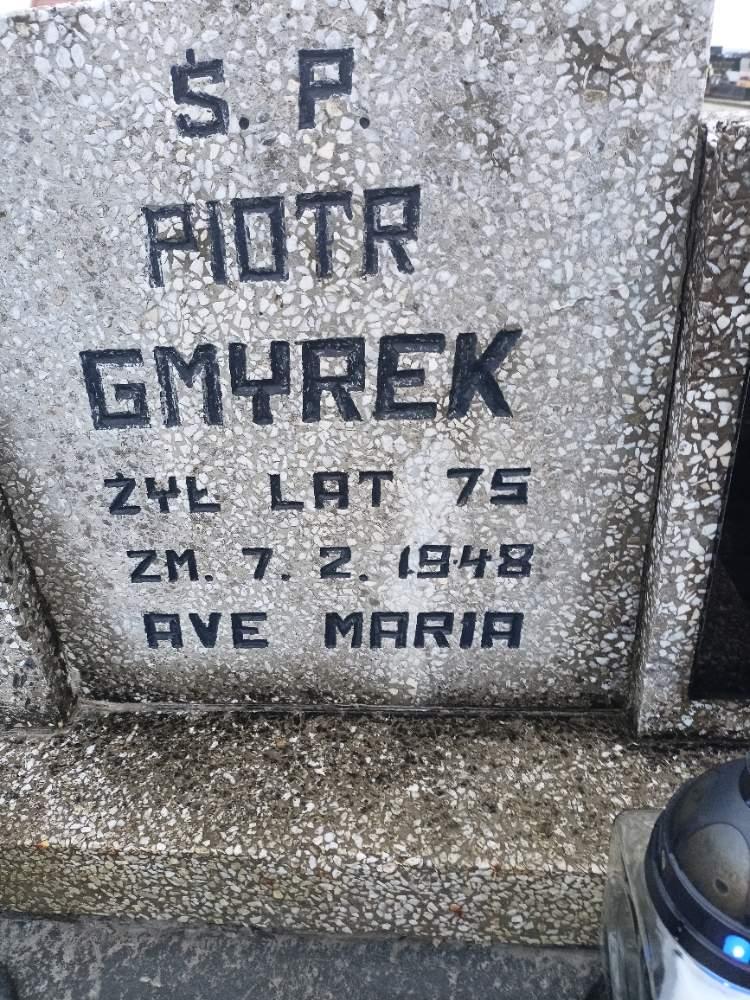 Ś. P.
PIOTR
GMYREK
ŻYŁ LAT 75
ZM. 7. 2. 1948
AVE MARIA